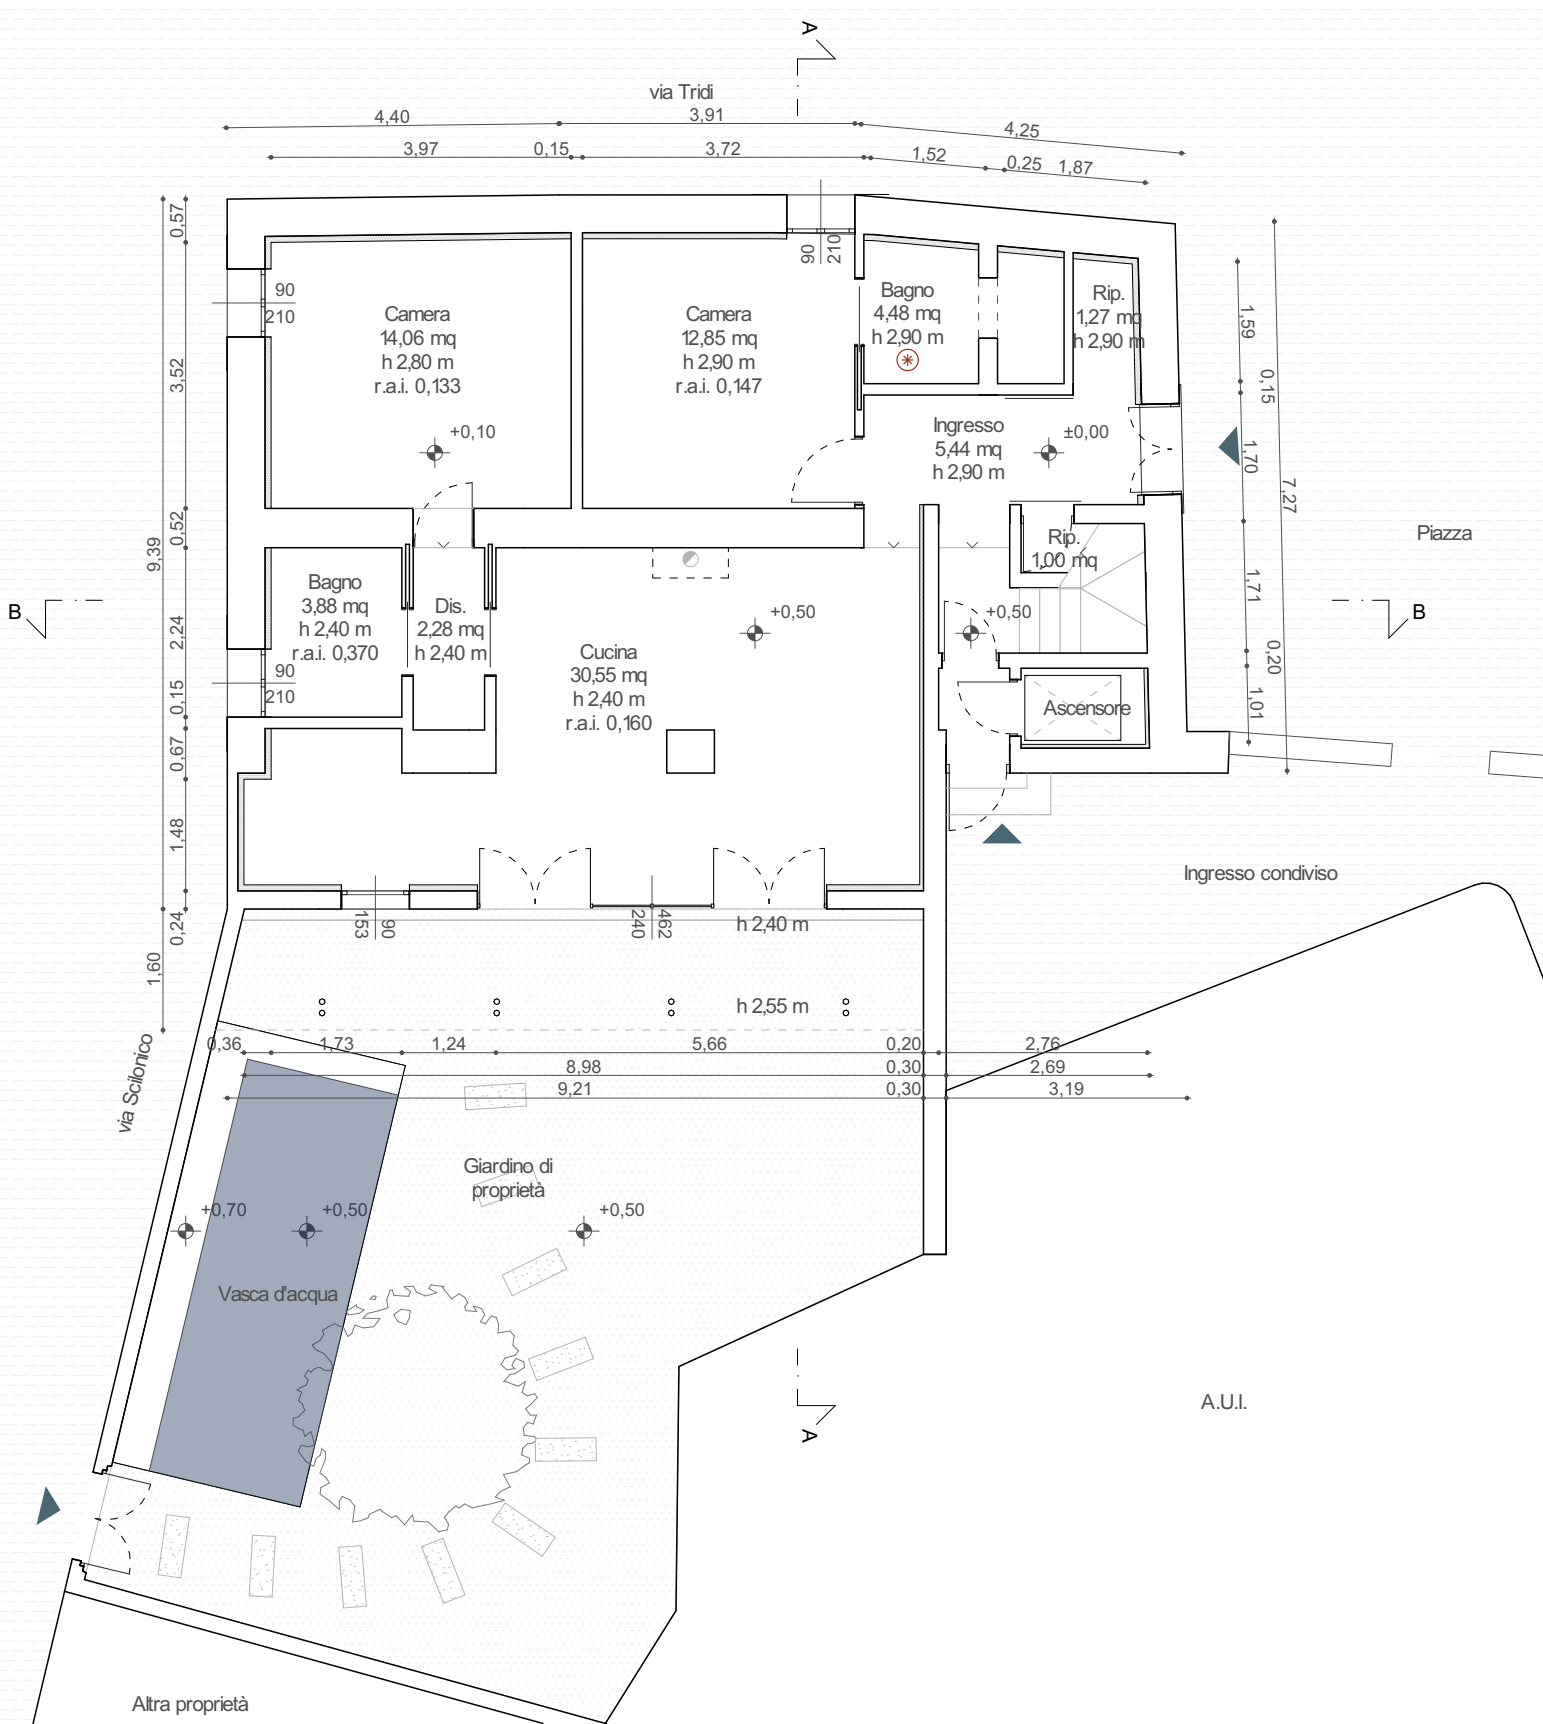 A
via Tridi
4,40
3,91
4,25
3,97
0,15
3,72
1,52
0,25
1,87
0,57
3,52
0,52
9,39
2,24
0,15
0,67
1,48
0,24
1,60
90
210
90
210
Camera
14,06 mq
h 2,80 m
r.a.i. 0,133
+0,10
Camera
12,85 mq
h 2,90 m
r.a.i. 0,147
Bagno
4,48 mq
h 2,90 m
Rip.
1,27 mq
h 2,90 m
Ingresso
5,44 mq
h 2,90 m
±0,00
1,59
0,15
1,70
7,27
1,71
0,20
1,01
Piazza
Rip.
1,00 mq
B
Bagno
3,88 mq
h 2,40 m
r.a.i. 0,370
90
210
Dis.
2,28 mq
h 2,40 m
Cucina
30,55 mq
h 2,40 m
r.a.i. 0,160
+0,50
+0,50
B
Ascensore
Ingresso condiviso
153
90
240
462
h 2,40 m
h 2,55 m
0,36
1,73
1,24
5,66
0,20
2,76
8,98
0,30
2,69
9,21
0,30
3,19
via Scilonico
Giardino di
proprietà
+0,70
+0,50
+0,50
Vasca d'acqua
A
A.U.I.
Altra proprietà